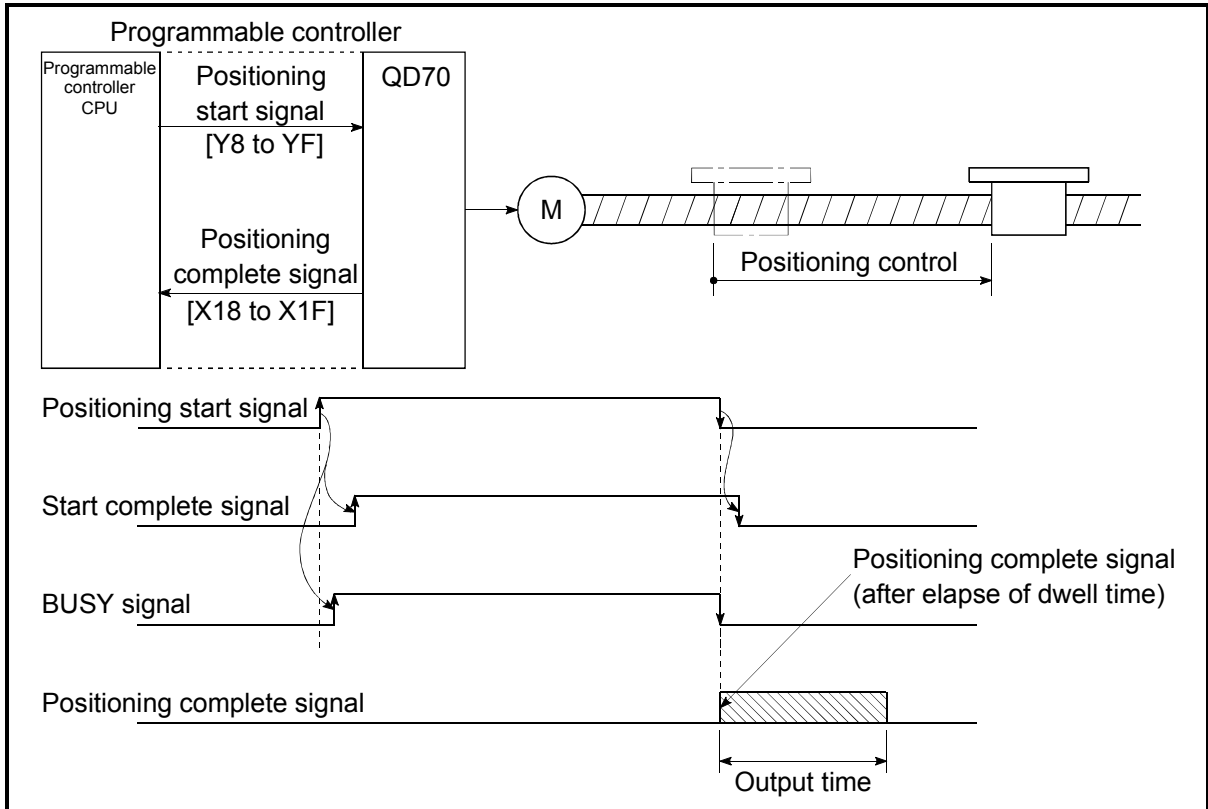 Programmable controller
Programmable
controller
CPU
Positioning
start signal
[Y8 to YF]
QD70
Positioning
complete signal
[X18 to X1F]
M
Positioning control
Positioning start signal
Start complete signal
BUSY signal
Positioning complete signal
(after elapse of dwell time)
Positioning complete signal
Output time